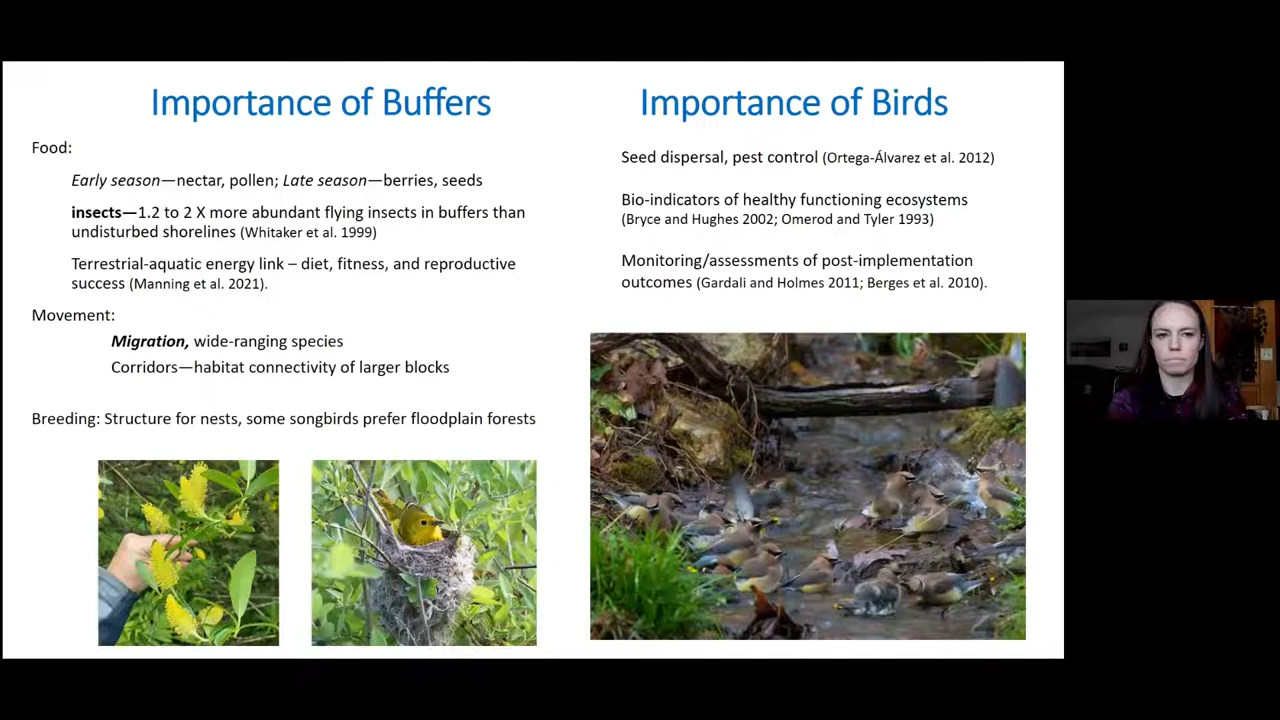 Importance of Buffers
Food:
Early season—nectar, pollen; Late season—berries, seeds
insects—1.2 to 2 X more abundant flying insects in buffers than
undisturbed shorelines (Whitaker et al. 1999)
Terrestrial-aquatic energy link – diet, fitness, and reproductive
success (Manning et al. 2021).
Movement:
Migration, wide-ranging species
Corridors—habitat connectivity of larger blocks
Breeding: Structure for nests, some songbirds prefer floodplain forests
Importance of Birds
Seed dispersal, pest control (Ortega-Álvarez et al. 2012)
Bio-indicators of healthy functioning ecosystems
(Bryce and Hughes 2002; Omerod and Tyler 1993)
Monitoring/assessments of post-implementation
outcomes (Gardali and Holmes 2011; Berges et al. 2010).